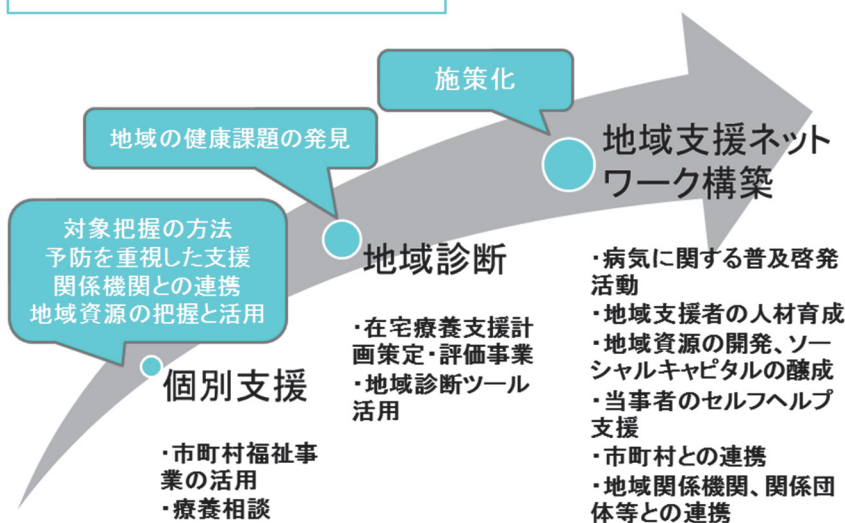 施策化
地域の健康課題の発見
対象把握の方法
予防を重視した支援
関係機関との連携
地域資源の把握と活用
個別支援
・市町村福祉事
業の活用
・療養相談
地域診断
・在宅療養支援計
画策定・評価事業
・地域診断ツール
活用
地域支援ネット
ワーク構築
・病気に関する普及啓発
活動
・地域支援者の人材育成
・地域資源の開発、ソー
シャルキャピタルの醸成
・当事者のセルフヘルプ
支援
・市町村との連携
・地域関係機関、関係団
体等との連携